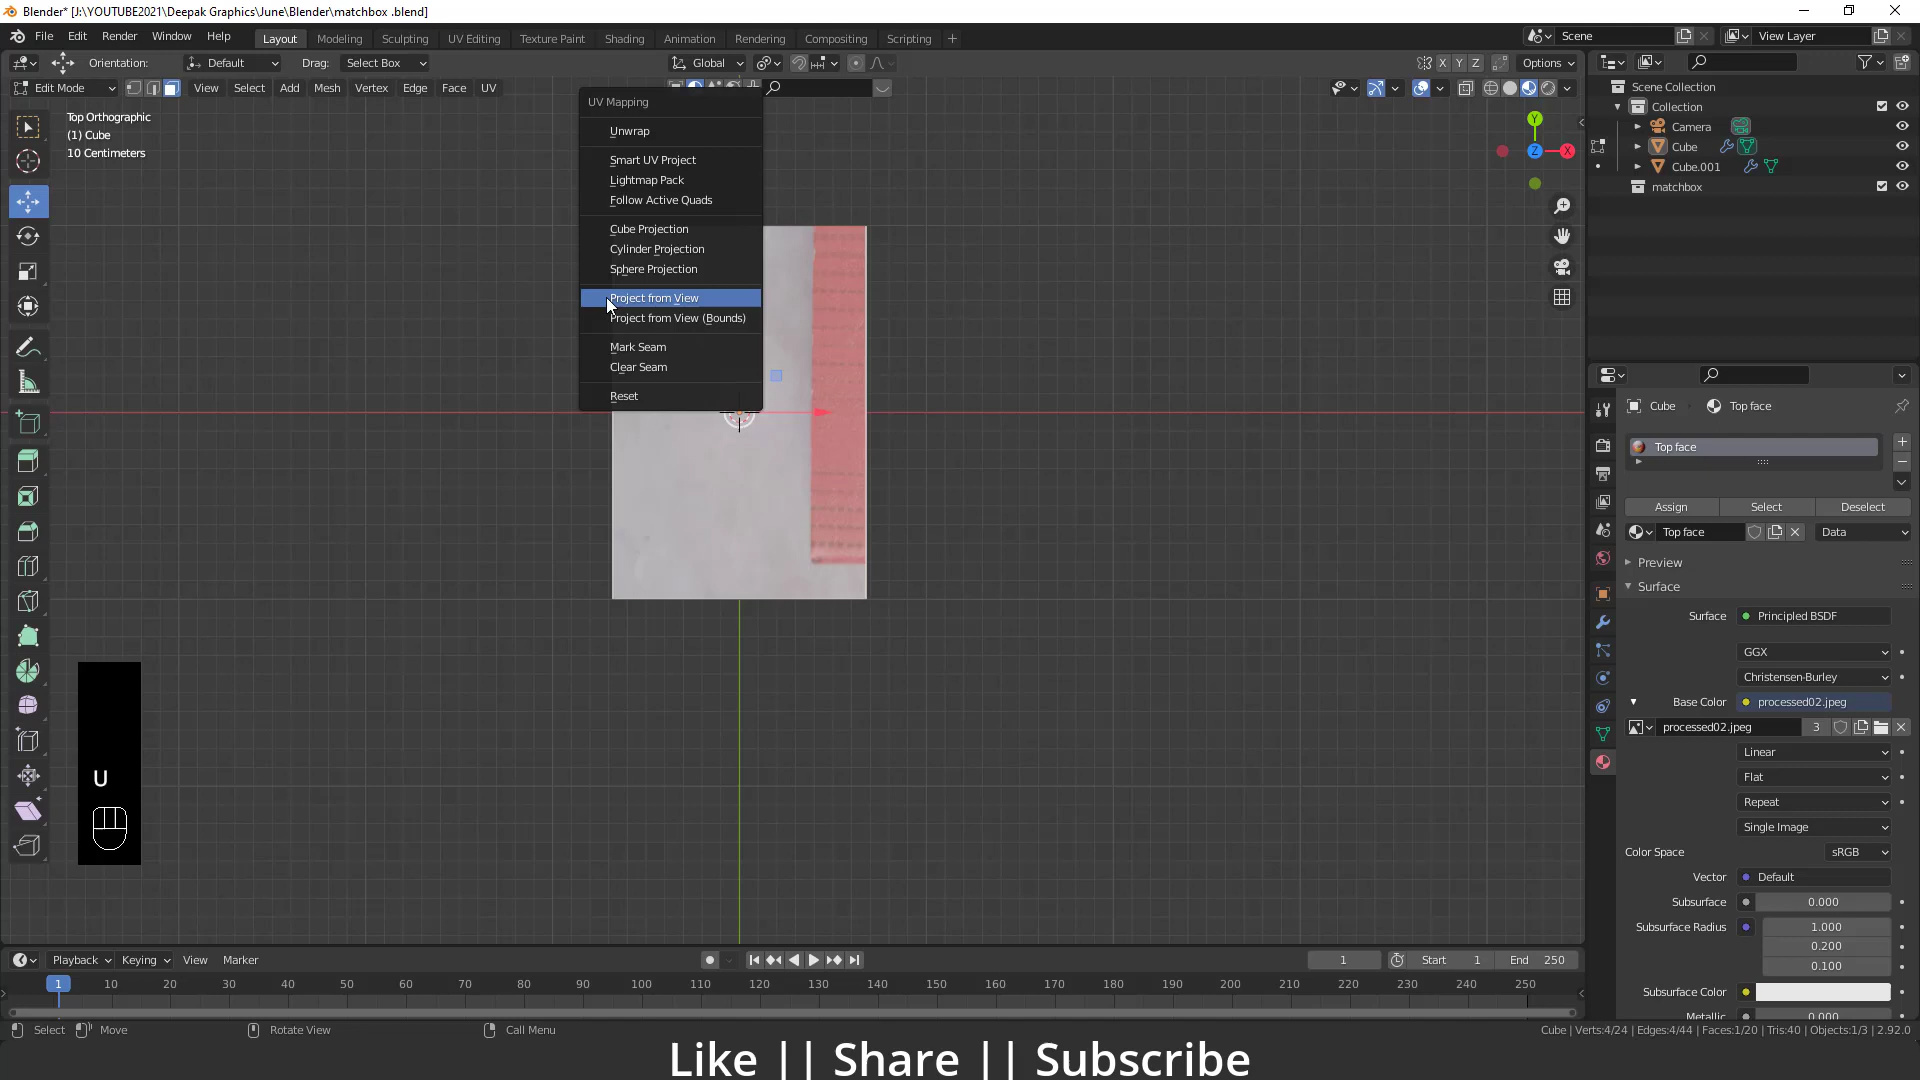 Blender* [J:\YOUTUBE2021\Deepak Graphics\June\Blender\matchbox .blend]
File Edit Render Window Help
Layout Modeling Sculpting UV Editing Texture Paint Shading Animation Rendering Compositing Scripting +
Scene
View Layer
Orientation: Default Drag: Select Box
Global
X Y Z Options
Edit Mode View Select Add Mesh Vertex Edge Face UV
Top Orthographic
(1) Cube
10 Centimeters
UV Mapping
Unwrap
Smart UV Project
Lightmap Pack
Follow Active Quads
Cube Projection
Cylinder Projection
Sphere Projection
Project from View
Project from View (Bounds)
Mark Seam
Clear Seam
Reset
Y
Z X
U
Scene Collection
Collection
Camera
Cube
Cube.001
matchbox
Cube Top face
Top face
Assign Select Deselect
Top face Data
Preview
Surface
Surface Principled BSDF
GGX
Christensen-Burley
Base Color processed02.jpeg
processed02.jpeg 3
Linear
Flat
Repeat
Single Image
Color Space sRGB
Vector Default
Subsurface 0.000
Subsurface Radius 1.000
0.200
0.100
Subsurface Color
Metallic 0.000
Playback Keying View Marker
1 Start 1 End 250
1 10 20 30 40 50 60 70 80 90 100 110 120 130 140 150 160 170 180 190 200 210 220 230 240 250
Select Move Rotate View Call Menu
Cube | Verts:4/24 | Edges:4/44 | Faces:1/20 | Tris:40 | Objects:1/3 | 2.92.0
Like || Share || Subscribe